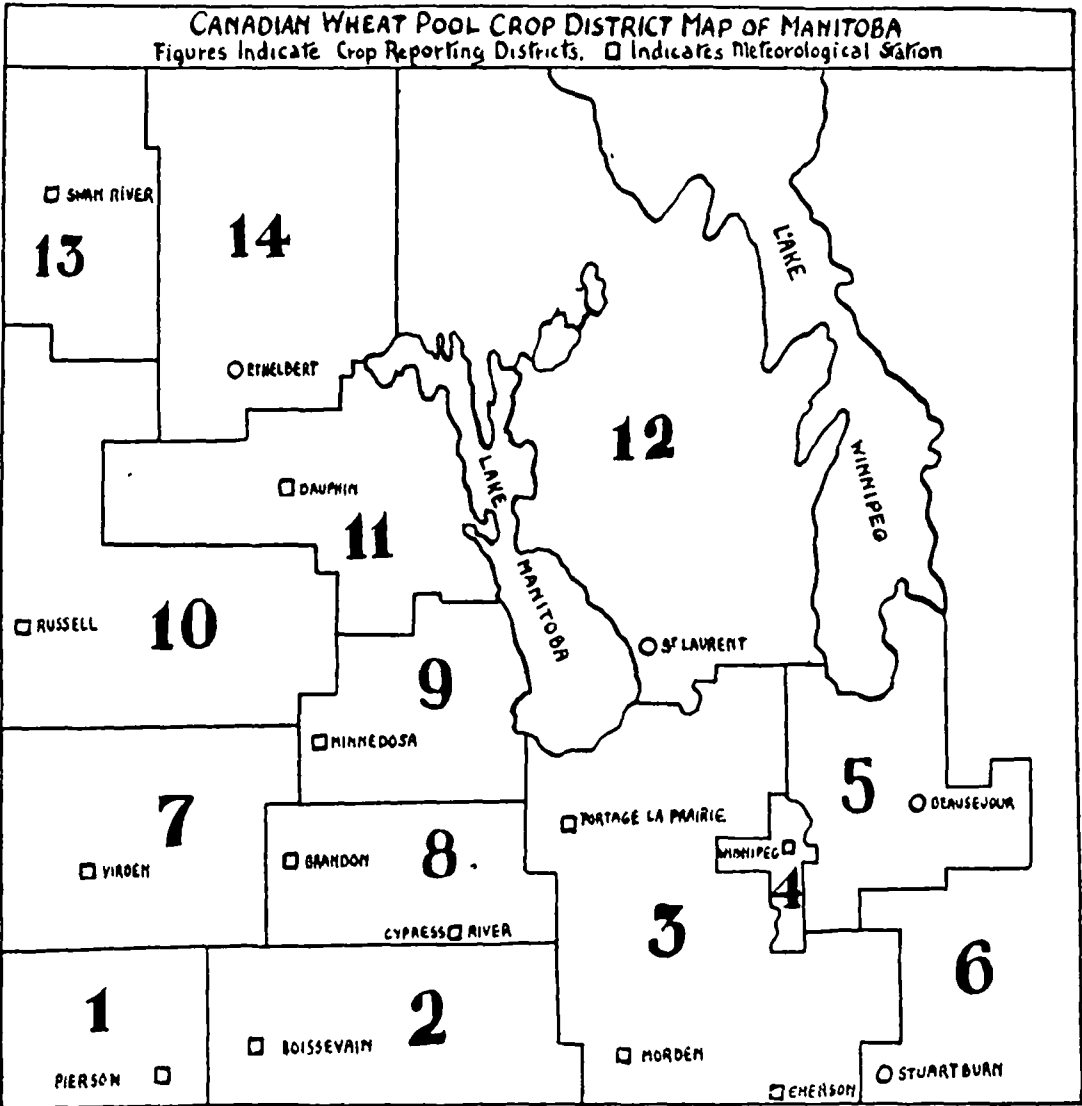 CANADIAN WHEAT POOL CROP DISTRICT MAP OF MANITOBA
Figures Indicate Crop Reporting Districts. □ Indicates Meteorological Station
SWAN RIVER
13
14
LAKE
ETHELBERT
12
DAUPHIN
LAKE
WINNIPEG
11
MANITOBA
RUSSELL
10
ST LAURENT
9
MINNEDOSA
5
BEAUSEJOUR
7
PORTAGE LA PRAIRIE
VIRDEN
BRANDON
8
WINNIPEG
4
CYPRESS RIVER
3
6
1
2
BOISSEVAIN
MORDEN
PIERSON
EMERSON
STUARTBURN